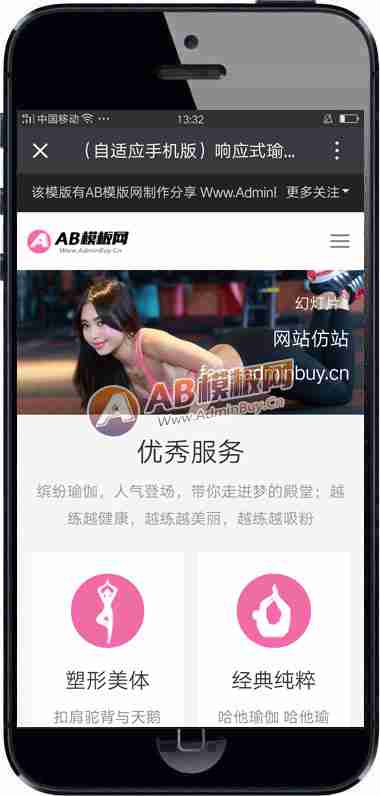 中国移动
13:32
（自适应手机版）响应式瑜...
该模版有AB模版网制作分享 Www.AdminI
更多关注
AB模板网
Www.AdminBuy.Cn
幻灯片
网站仿站
adminbuy.cn
AB模板网
Www.AdminBuy.Cn
优秀服务
缤纷瑜伽，人气登场，带你走进梦的殿堂；越
练越健康，越练越美丽，越练越吸粉
塑形美体
经典纯粹
扣肩驼背与天鹅
哈他瑜伽 哈他瑜